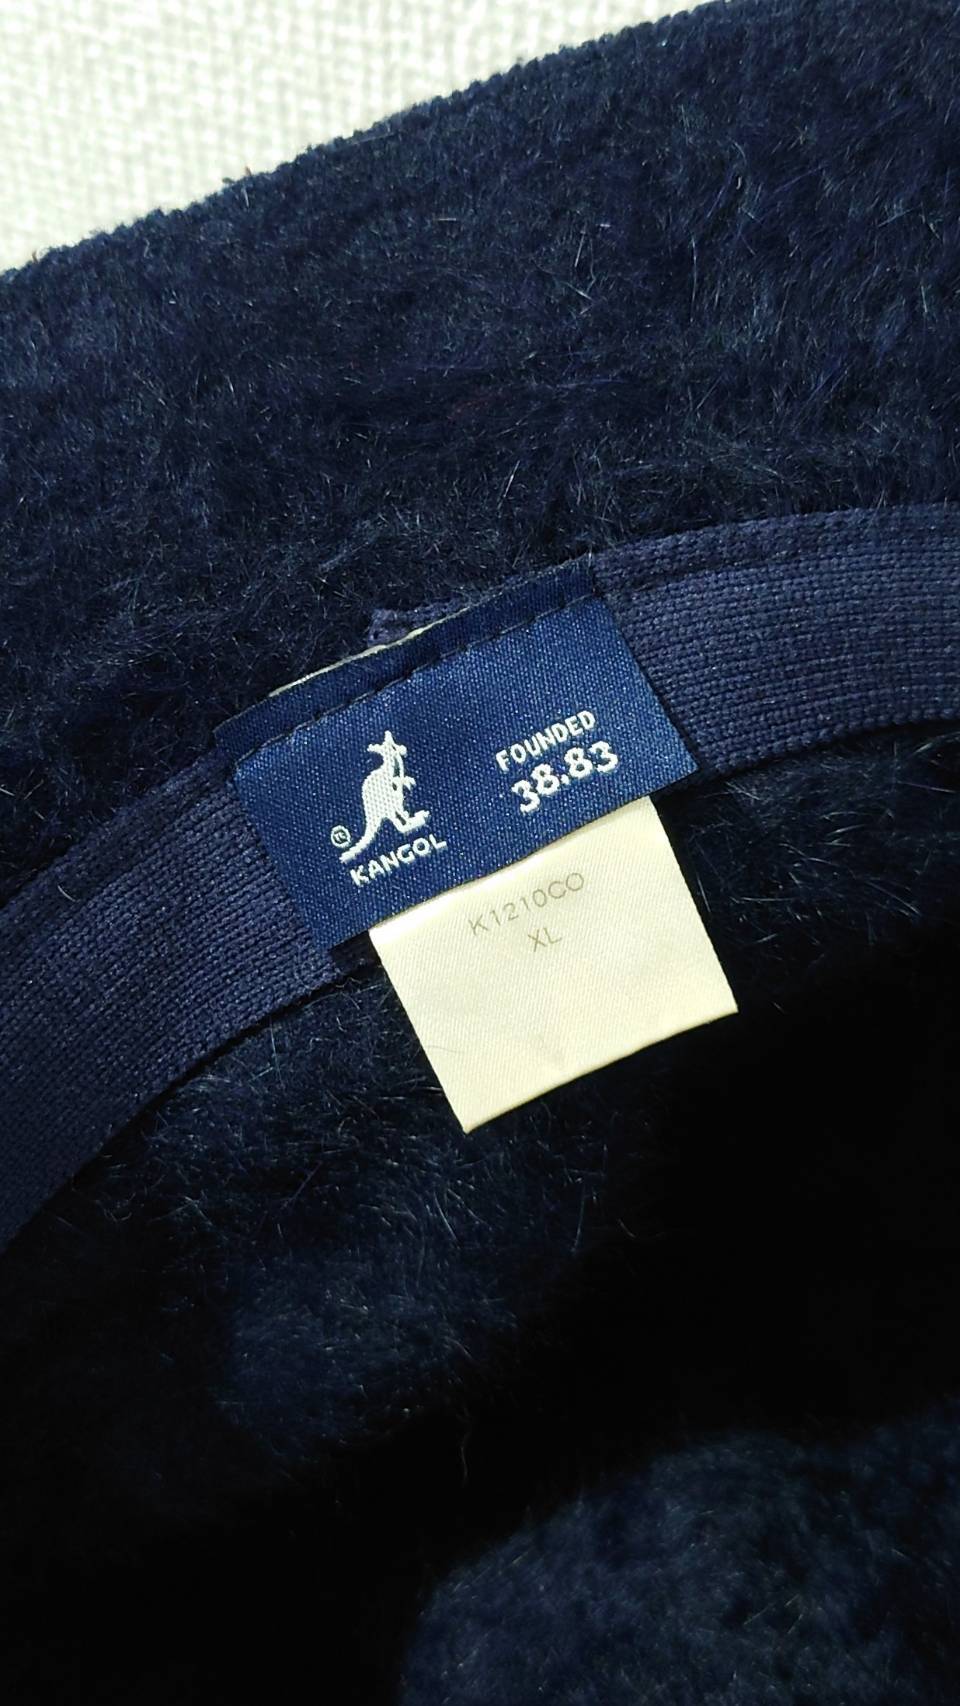 FOUNDED
38.83
®
KANGOL
K1210CO
XL